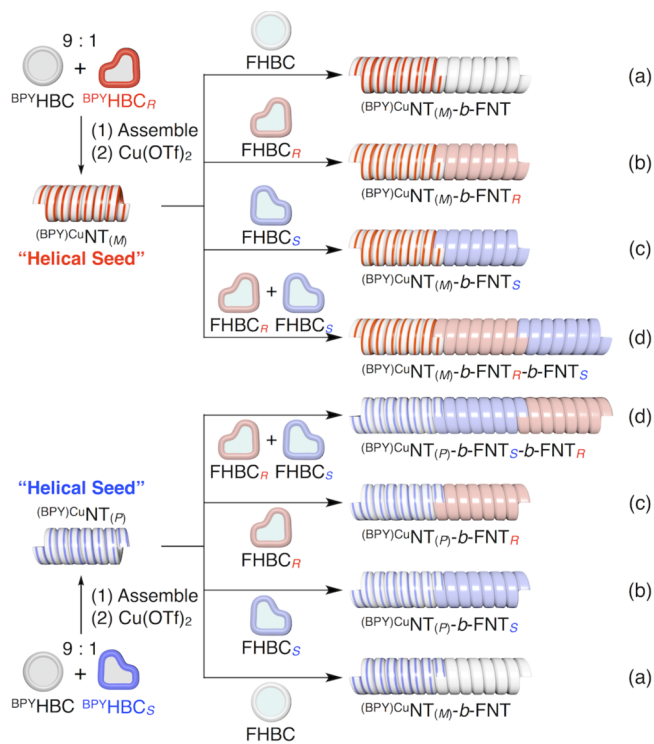 9 : 1
+
BPYHBC BPYHBCR
(1) Assemble
(2) Cu(OTf)2
(BPY)CuNT(M)
“Helical Seed”
FHBC
(BPY)CuNT(M)-b-FNT
(a)
FHBCR
(BPY)CuNT(M)-b-FNTR
(b)
FHBCS
(BPY)CuNT(M)-b-FNTS
(c)
+
FHBCR FHBCS
(BPY)CuNT(M)-b-FNTR-b-FNTS
(d)
+
FHBCR FHBCS
(BPY)CuNT(P)-b-FNTS-b-FNTR
(d)
“Helical Seed”
(BPY)CuNT(P)
FHBCR
(BPY)CuNT(P)-b-FNTR
(c)
(1) Assemble
(2) Cu(OTf)2
FHBCS
(BPY)CuNT(P)-b-FNTS
(b)
9 : 1
+
BPYHBC BPYHBCS
FHBC
(BPY)CuNT(M)-b-FNT
(a)